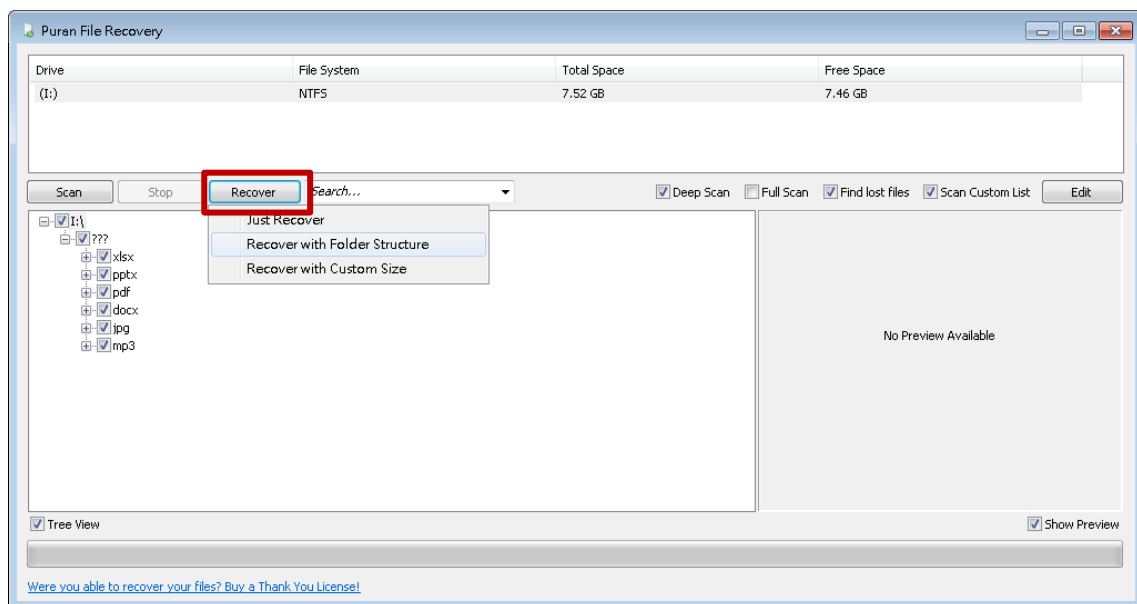 Puran File Recovery
Drive File System Total Space Free Space
(I:) NTFS 7.52 GB 7.46 GB
Scan Stop Recover Search... Deep Scan Full Scan Find lost files Scan Custom List Edit
Just Recover
Recover with Folder Structure
Recover with Custom Size
I:\
???
xlsx
pptx
pdf
docx
jpg
mp3
No Preview Available
Tree View Show Preview
Were you able to recover your files? Buy a Thank You License!